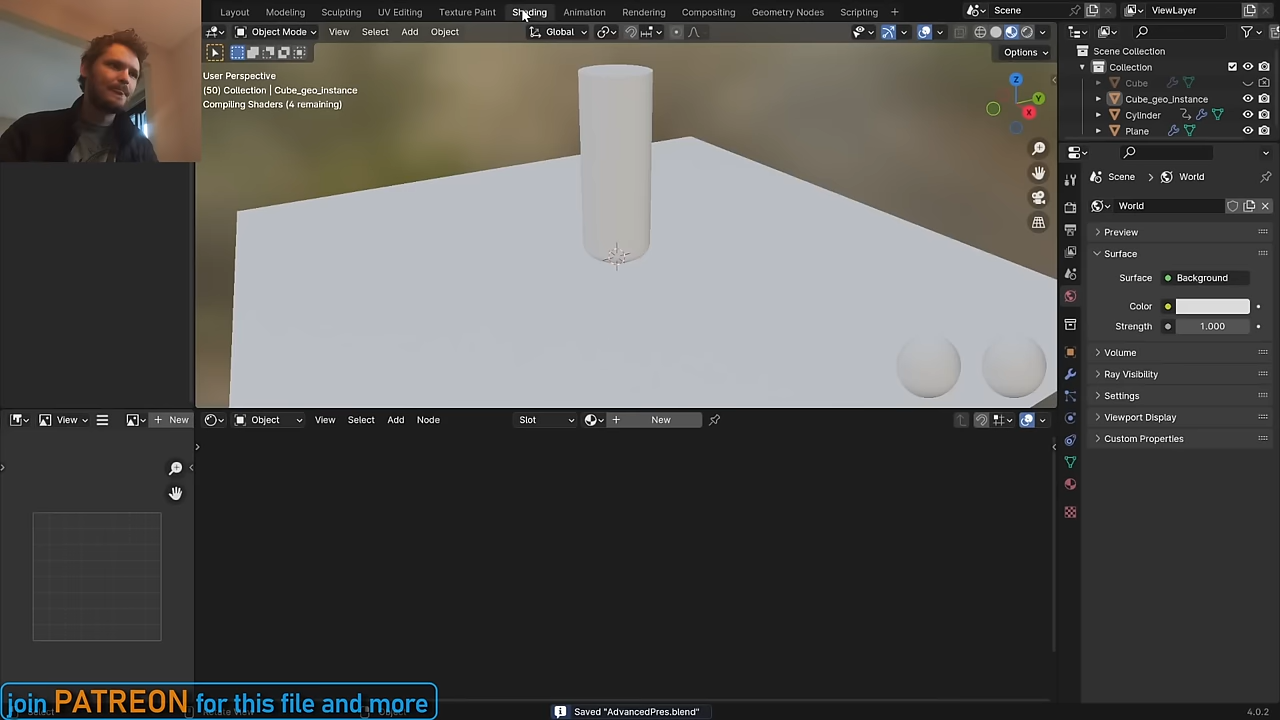 Layout Modeling Sculpting UV Editing Texture Paint Shading Animation Rendering Compositing Geometry Nodes Scripting + Scene ViewLayer
Object Mode View Select Add Object Global
Options
User Perspective
(50) Collection | Cube_geo_instance
Compiling Shaders (4 remaining)
Z
Y
X
Scene Collection
Collection
Cube
Cube_geo_instance
Cylinder
Plane
Scene > World
World
Preview
Surface
Surface Background
Color
Strength 1.000
Volume
Ray Visibility
Settings
Viewport Display
Custom Properties
View + New
Object View Select Add Node Slot + New
join PATREON for this file and more
Saved "AdvancedPres.blend"
4.0.2